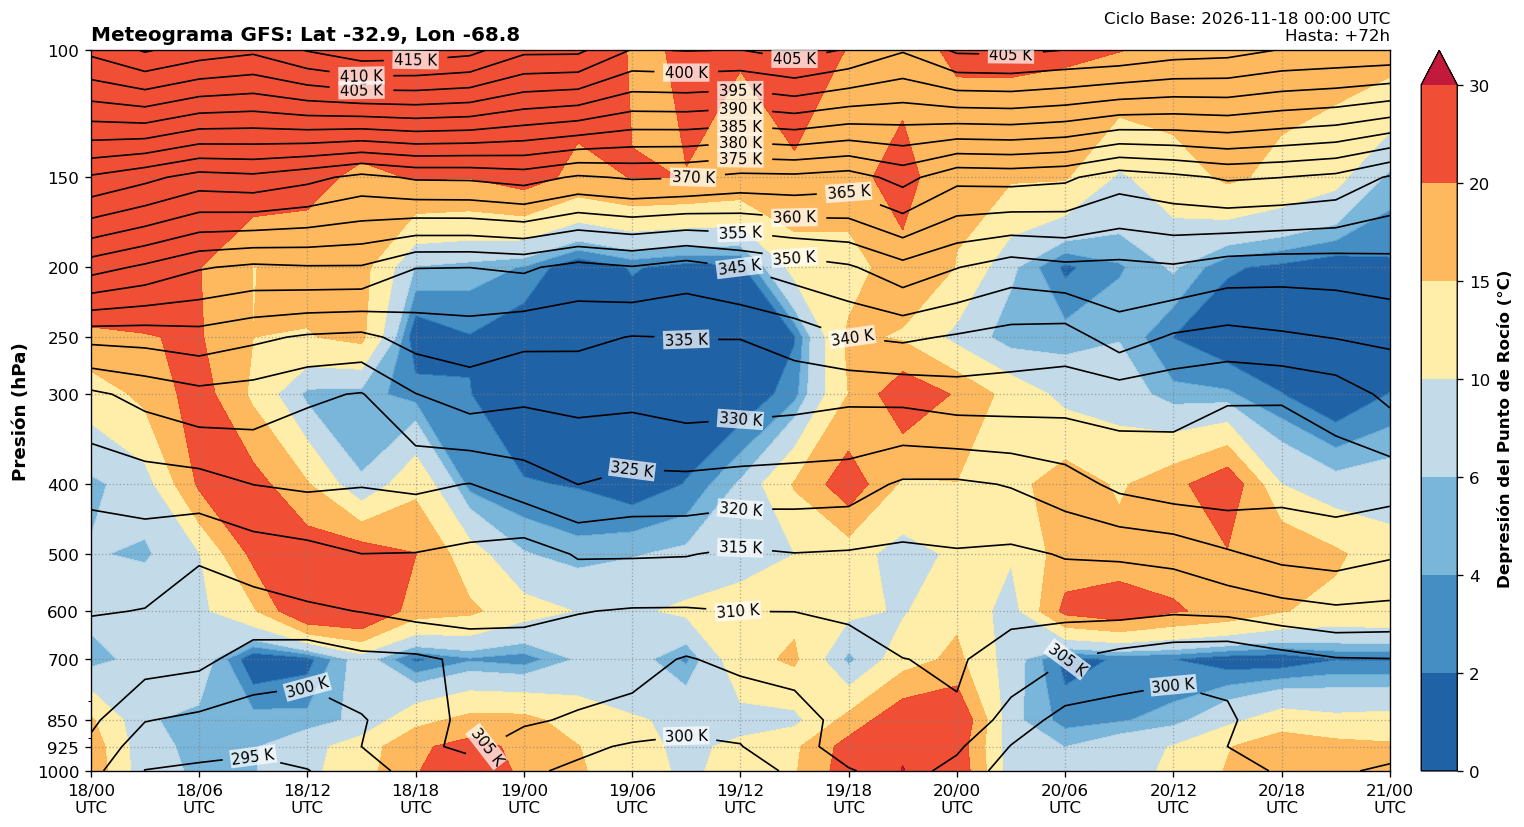 Meteograma GFS: Lat -32.9, Lon -68.8
Ciclo Base: 2026-11-18 00:00 UTC
Hasta: +72h
Presión (hPa)
100
150
200
250
300
400
500
600
700
850
925
1000
415 K
410 K
405 K
400 K
405 K
405 K
395 K
390 K
385 K
380 K
375 K
370 K
365 K
360 K
355 K
350 K
345 K
340 K
335 K
330 K
325 K
320 K
315 K
310 K
305 K
300 K
300 K
305 K
300 K
295 K
18/00
UTC
18/06
UTC
18/12
UTC
18/18
UTC
19/00
UTC
19/06
UTC
19/12
UTC
19/18
UTC
20/00
UTC
20/06
UTC
20/12
UTC
20/18
UTC
21/00
UTC
30
20
15
10
6
4
2
0
Depresión del Punto de Rocío (°C)